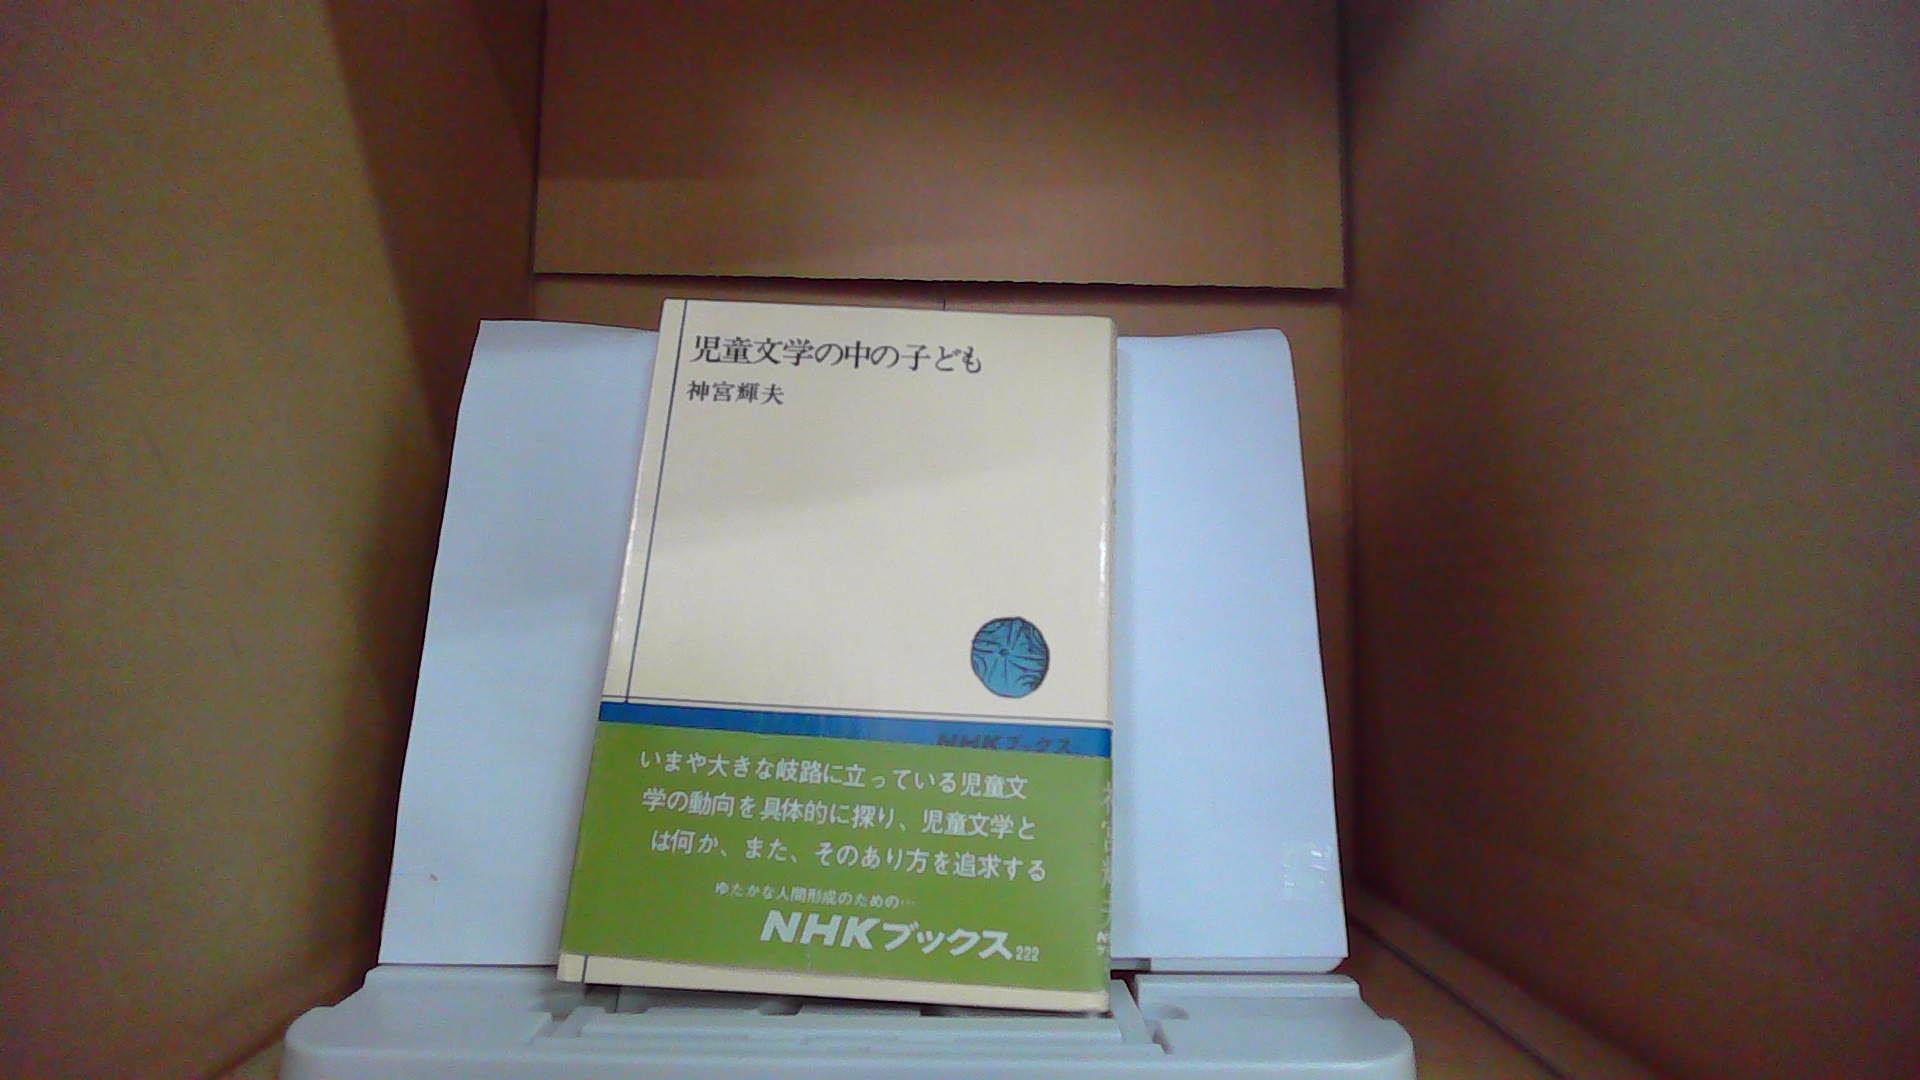 児童文学の中の子ども
神宮輝夫
NHKブックス
いまや大きな岐路に立っている児童文
学の動向を具体的に探り、児童文学と
は何か、また、そのあり方を追求する
ゆたかな人間形成のための…
NHKブックス222
神宮輝夫